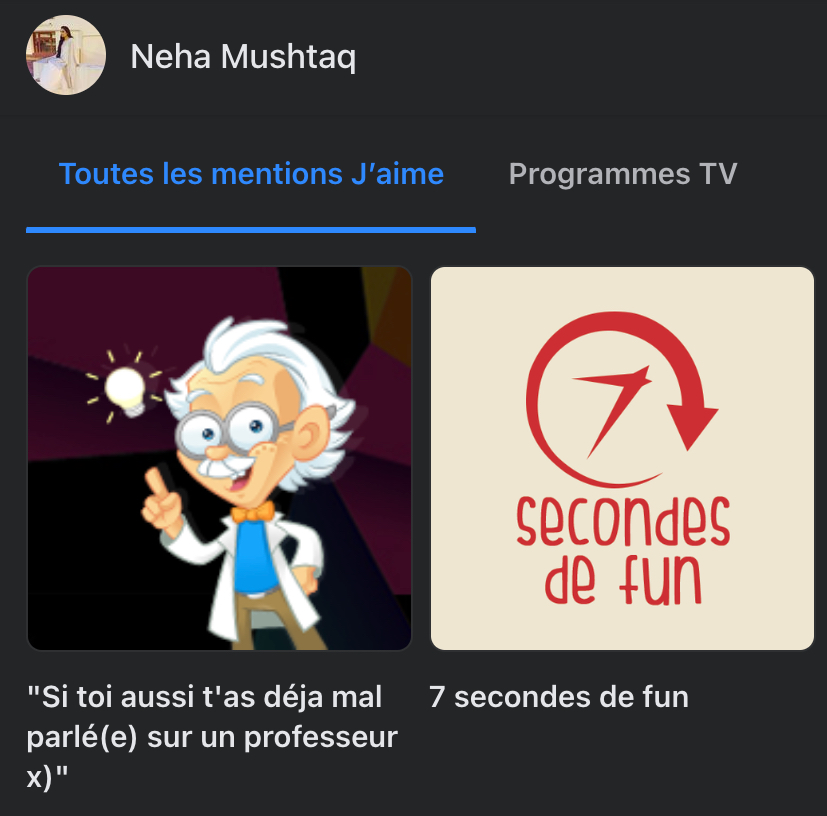 Neha Mushtaq
Toutes les mentions J’aime
Programmes TV
7
secondes
de fun
"Si toi aussi t'as déja mal
parlé(e) sur un professeur
x)"
7 secondes de fun